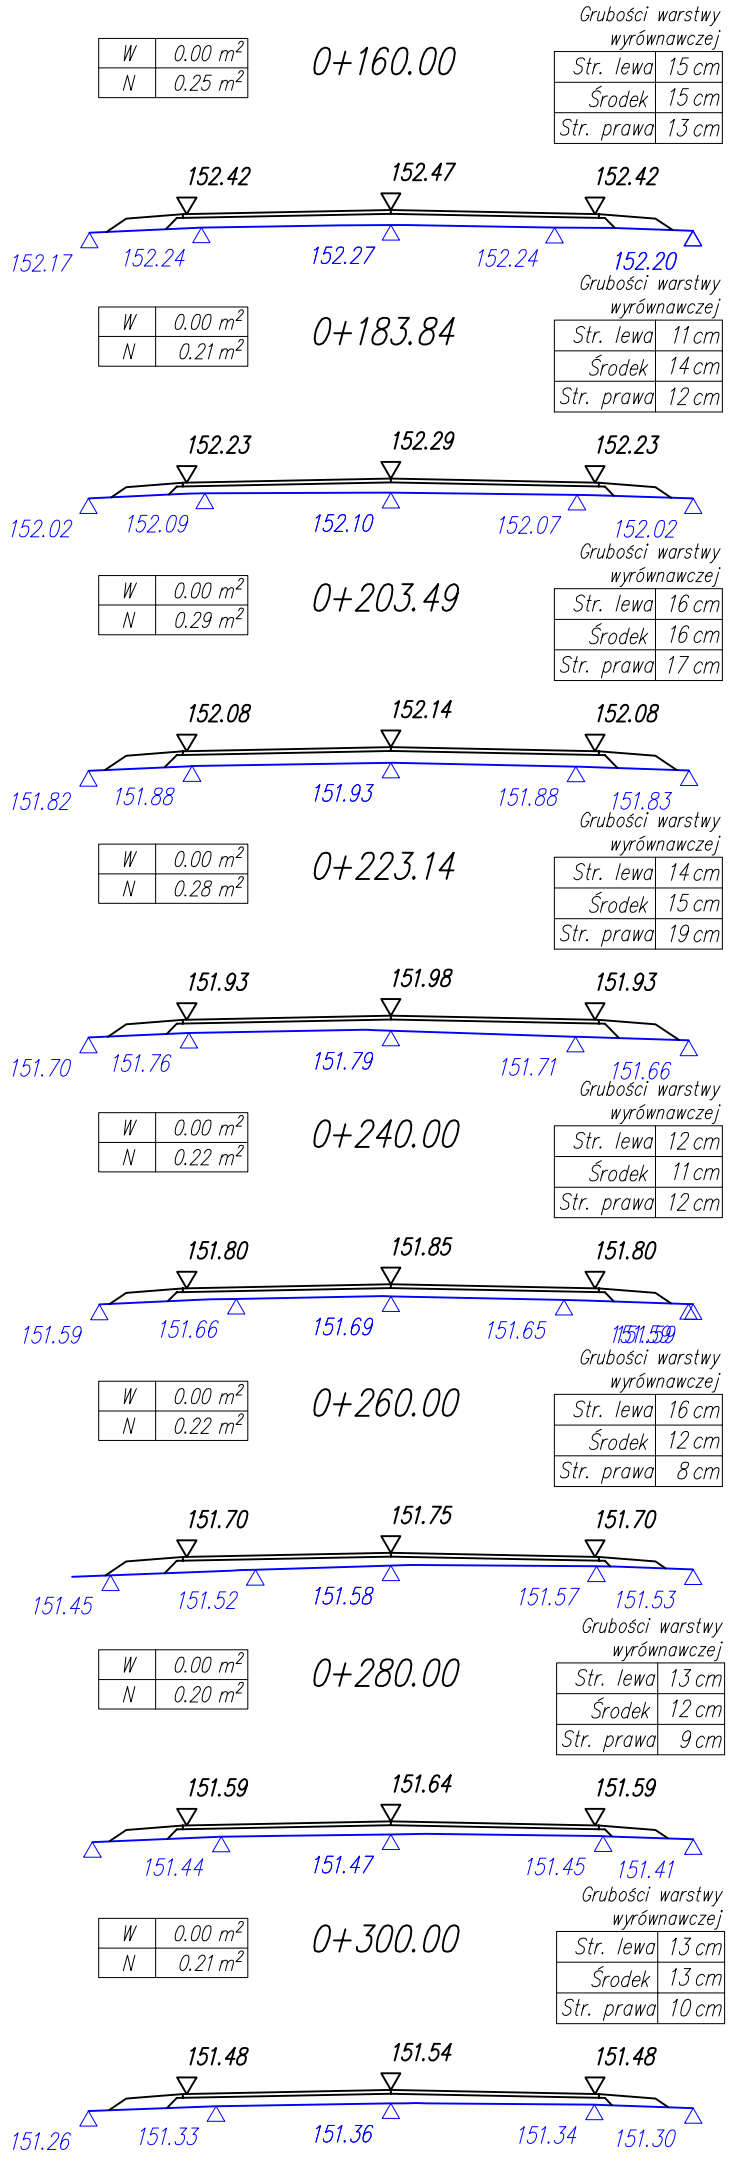 Grubości warstwy
wyrównawczej
W 0.00 m²
N 0.25 m²
0+160.00
Str. lewa 15 cm
Środek 15 cm
Str. prawa 13 cm
152.42 152.47 152.42
152.17 152.24 152.27 152.24 152.20
Grubości warstwy
wyrównawczej
W 0.00 m²
N 0.21 m²
0+183.84
Str. lewa 11 cm
Środek 14 cm
Str. prawa 12 cm
152.23 152.29 152.23
152.02 152.09 152.10 152.07 152.02
Grubości warstwy
wyrównawczej
W 0.00 m²
N 0.29 m²
0+203.49
Str. lewa 16 cm
Środek 16 cm
Str. prawa 17 cm
152.08 152.14 152.08
151.82 151.88 151.93 151.88 151.83
Grubości warstwy
wyrównawczej
W 0.00 m²
N 0.28 m²
0+223.14
Str. lewa 14 cm
Środek 15 cm
Str. prawa 19 cm
151.93 151.98 151.93
151.70 151.76 151.79 151.71 151.66
Grubości warstwy
wyrównawczej
W 0.00 m²
N 0.22 m²
0+240.00
Str. lewa 12 cm
Środek 11 cm
Str. prawa 12 cm
151.80 151.85 151.80
151.59 151.66 151.69 151.65 151.59
Grubości warstwy
wyrównawczej
W 0.00 m²
N 0.22 m²
0+260.00
Str. lewa 16 cm
Środek 12 cm
Str. prawa 8 cm
151.70 151.75 151.70
151.45 151.52 151.58 151.57 151.53
Grubości warstwy
wyrównawczej
W 0.00 m²
N 0.20 m²
0+280.00
Str. lewa 13 cm
Środek 12 cm
Str. prawa 9 cm
151.59 151.64 151.59
151.44 151.47 151.45 151.41
Grubości warstwy
wyrównawczej
W 0.00 m²
N 0.21 m²
0+300.00
Str. lewa 13 cm
Środek 13 cm
Str. prawa 10 cm
151.48 151.54 151.48
151.26 151.33 151.36 151.34 151.30